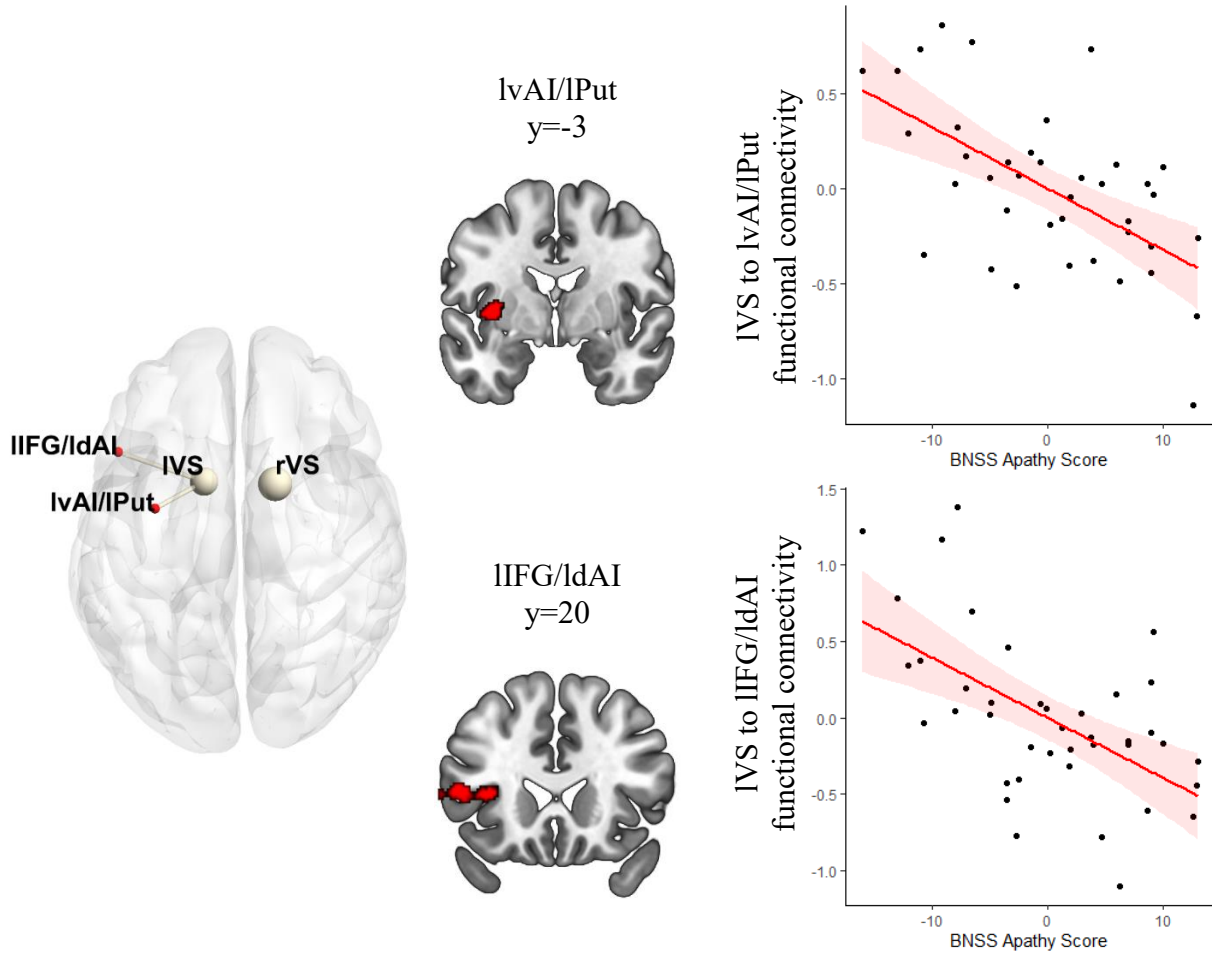 lIFG/ldAI
lVS
rVS
lvAI/lPut
lvAI/lPut
y=-3
lIFG/ldAI
y=20
lVS to lvAI/lPut
functional connectivity
0.5
0.0
-0.5
-1.0
-10
0
10
BNSS Apathy Score
lVS to lIFG/ldAI
functional connectivity
1.5
1.0
0.5
0.0
-0.5
-1.0
-10
0
10
BNSS Apathy Score